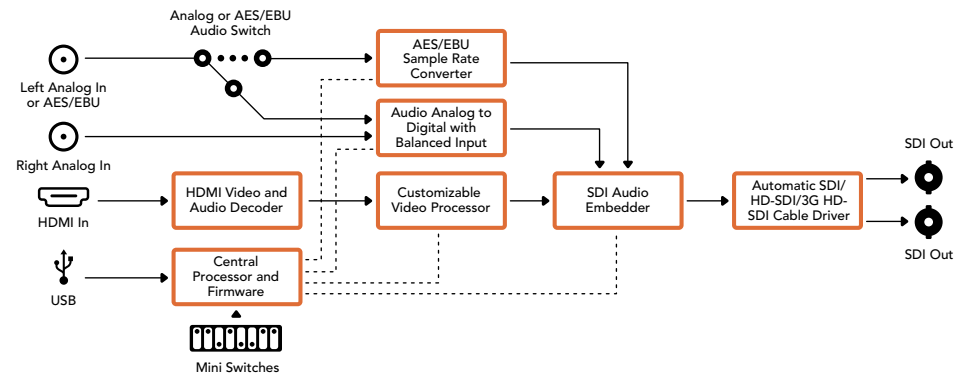 Analog or AES/EBU
Audio Switch
Left Analog In
or AES/EBU
AES/EBU
Sample Rate
Converter
Right Analog In
Audio Analog to
Digital with
Balanced Input
HDMI In
HDMI Video and
Audio Decoder
Customizable
Video Processor
SDI Audio
Embedder
Automatic SDI/
HD-SDI/3G HD-
SDI Cable Driver
SDI Out
SDI Out
USB
Central
Processor and
Firmware
Mini Switches